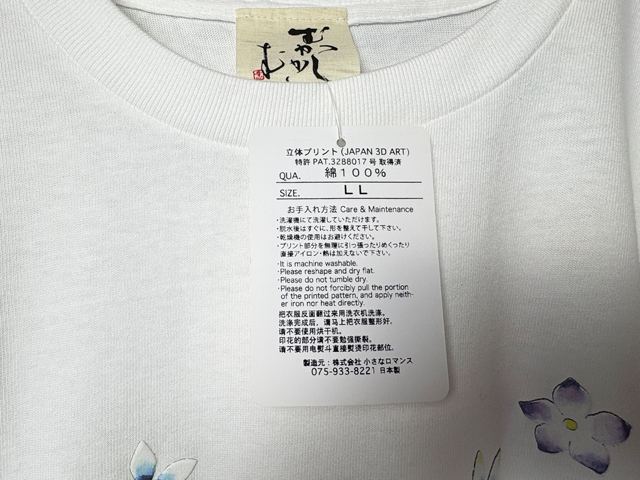 むかしむかし
立体プリント(JAPAN 3D ART)
特許 PAT.3288017 号 取得済
QUA. 綿100%
SIZE. LL
お手入れ方法 Care & Maintenance
・洗濯機にて洗濯していただけます。
・脱水後はすぐに、形を整えて干して下さい。
・乾燥機の使用はお避けください。
・プリント部分を無理に引っ張ったりめくったり
直接アイロン・熱は加えないで下さい。
・It is machine washable.
・Please reshape and dry flat.
・Please do not tumble dry.
・Please do not forcibly pull the portion
of the printed pattern, and apply neith-
er iron nor heat directly.
把衣服反面翻过来用洗衣机洗涤.
洗涤完成后，请马上把衣服整形好.
请不要使用烘干机.
印花的部分请不要勉强撕裂.
请不要用电熨斗直接熨烫印花部位.
製造元：株式会社 小さなロマンス
075-933-8221 日本製